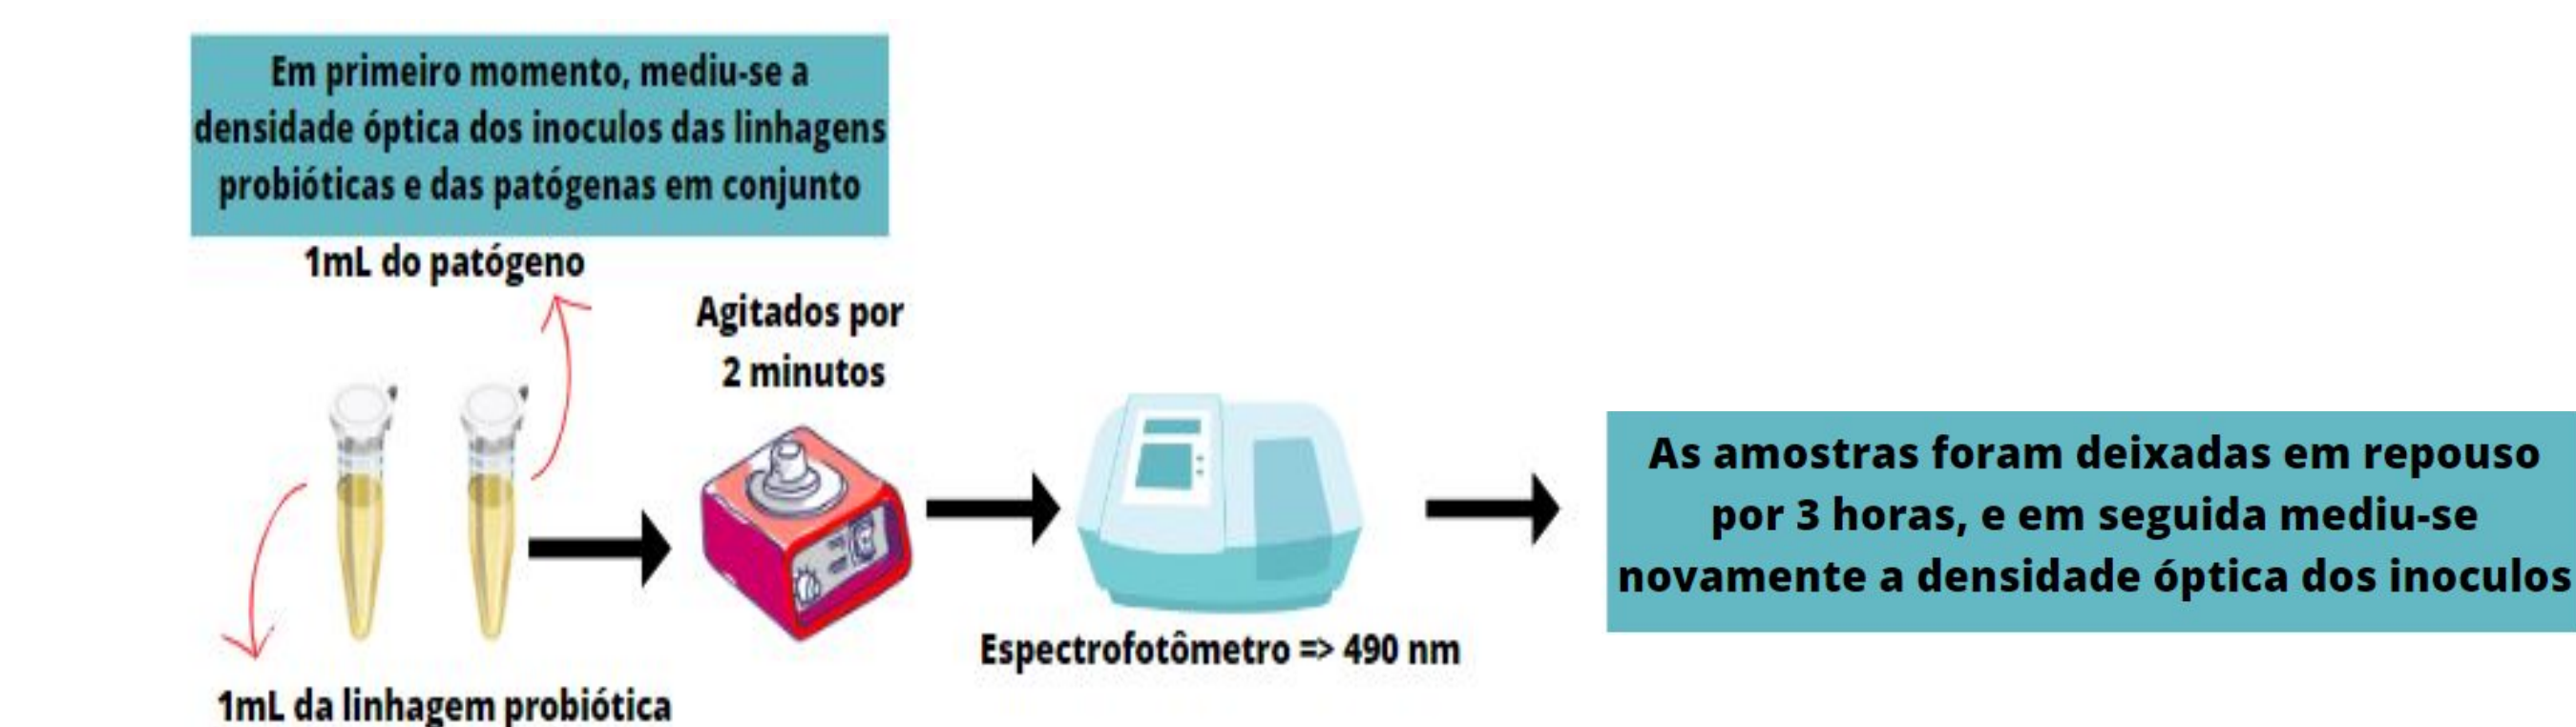 Em primeiro momento, mediu-se a
densidade óptica dos inoculos das linhagens
probióticas e das patógenas em conjunto
1mL do patógeno
Agitados por
2 minutos
1mL da linhagem probiótica
Espectrofotômetro => 490 nm
As amostras foram deixadas em repouso
por 3 horas, e em seguida mediu-se
novamente a densidade óptica dos inoculos